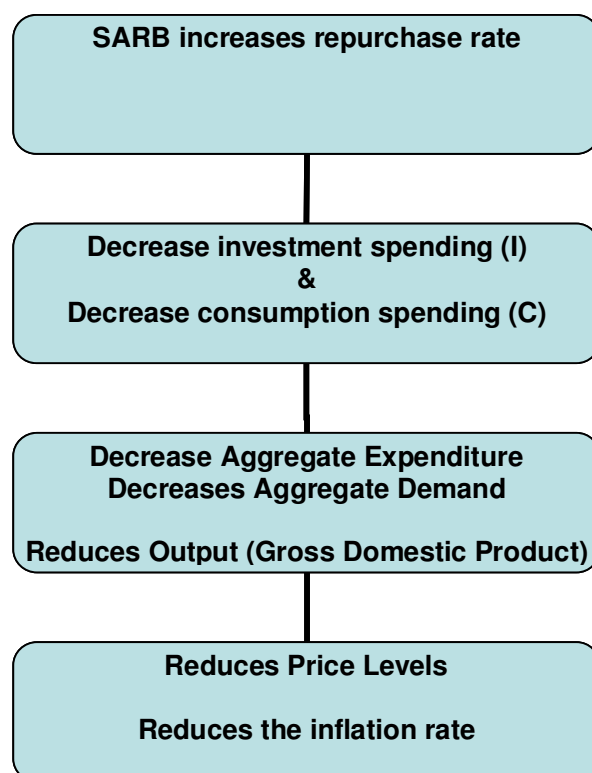 SARB increases repurchase rate
Decrease investment spending (I)
&
Decrease consumption spending (C)
Decrease Aggregate Expenditure
Decreases Aggregate Demand
Reduces Output (Gross Domestic Product)
Reduces Price Levels
Reduces the inflation rate